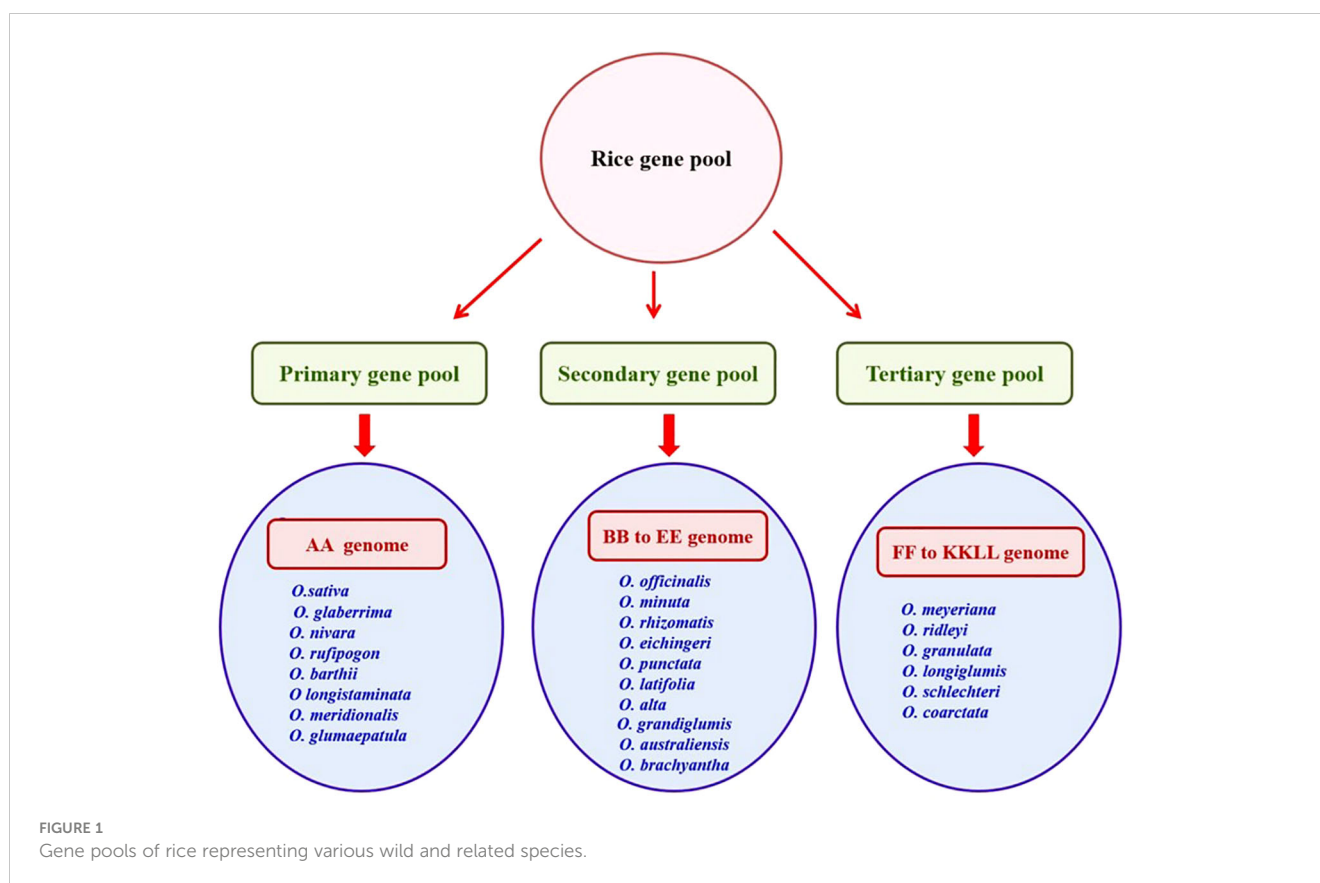 Rice gene pool
Primary gene pool
Secondary gene pool
Tertiary gene pool
AA genome
O.sativa
O. glaberrima
O. nivara
O. rufipogon
O. barthii
O longistaminata
O. meridionalis
O. glumaepatula
BB to EE genome
O. officinalis
O. minuta
O. rhizomatis
O. eichingeri
O. punctata
O. latifolia
O. alta
O. grandiglumis
O. australiensis
O. brachyantha
FF to KKLL genome
O. meyeriana
O. ridleyi
O. granulata
O. longiglumis
O. schlechteri
O. coarctata
FIGURE 1
Gene pools of rice representing various wild and related species.